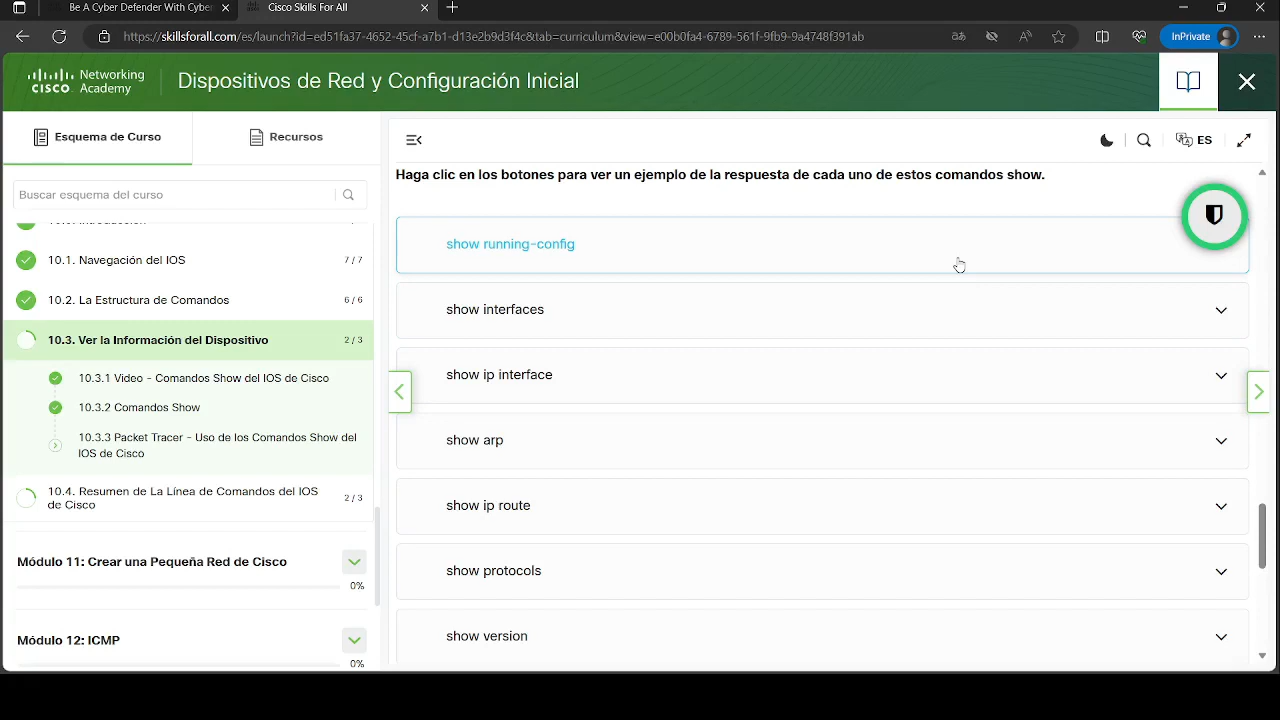 Be A Cyber Defender With Cyber
Cisco Skills For All
https://skillsforall.com/es/launch?id=ed51fa37-4652-45cf-a7b1-d13e2b9d3f4c&tab=curriculum&view=e00b0fa4-6789-561f-9fb9-9a4748f391ab
InPrivate
CISCO Networking Academy
Dispositivos de Red y Configuración Inicial
Esquema de Curso
Recursos
ES
Buscar esquema del curso
10.1. Navegación del IOS 7 / 7
10.2. La Estructura de Comandos 6 / 6
10.3. Ver la Información del Dispositivo 2 / 3
10.3.1 Video - Comandos Show del IOS de Cisco
10.3.2 Comandos Show
10.3.3 Packet Tracer - Uso de los Comandos Show del
IOS de Cisco
10.4. Resumen de La Línea de Comandos del IOS
de Cisco 2 / 3
Módulo 11: Crear una Pequeña Red de Cisco
0%
Módulo 12: ICMP
0%
Haga clic en los botones para ver un ejemplo de la respuesta de cada uno de estos comandos show.
show running-config
show interfaces
show ip interface
show arp
show ip route
show protocols
show version